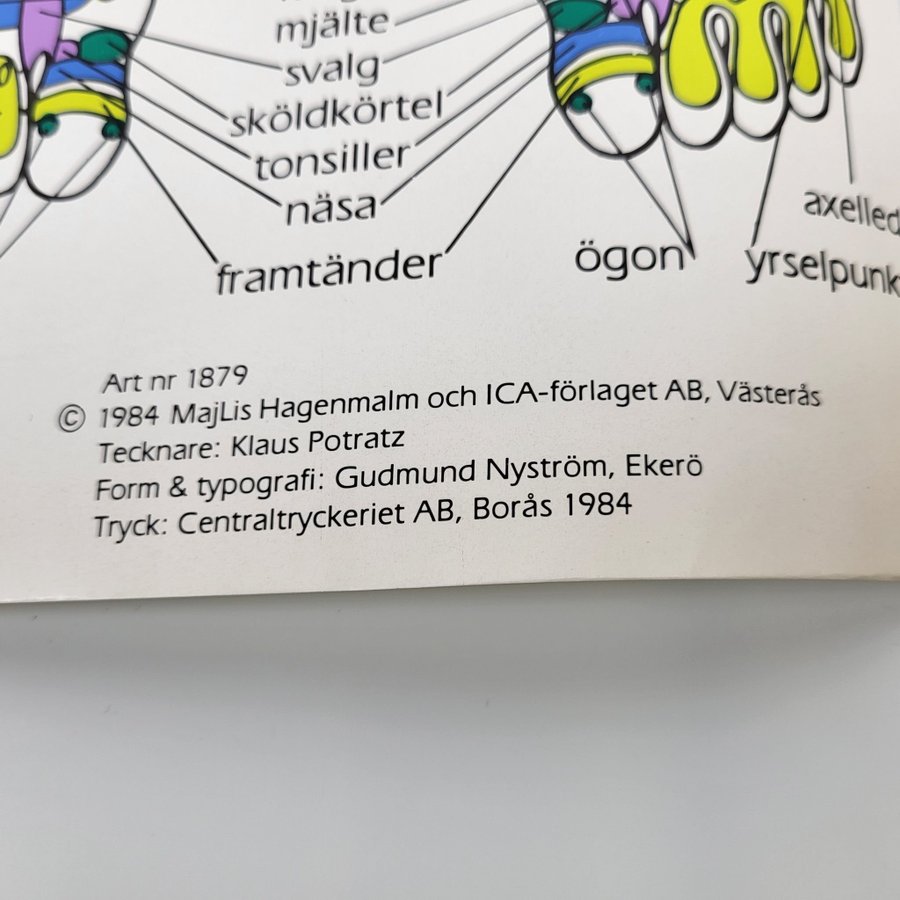 mjälte
svalg
sköldkörtel
tonsiller
näsa
framtänder
ögon
axelled
yrselpunk
Art nr 1879
© 1984 MajLis Hagenmalm och ICA-förlaget AB, Västerås
Tecknare: Klaus Potratz
Form & typografi: Gudmund Nyström, Ekerö
Tryck: Centraltryckeriet AB, Borås 1984